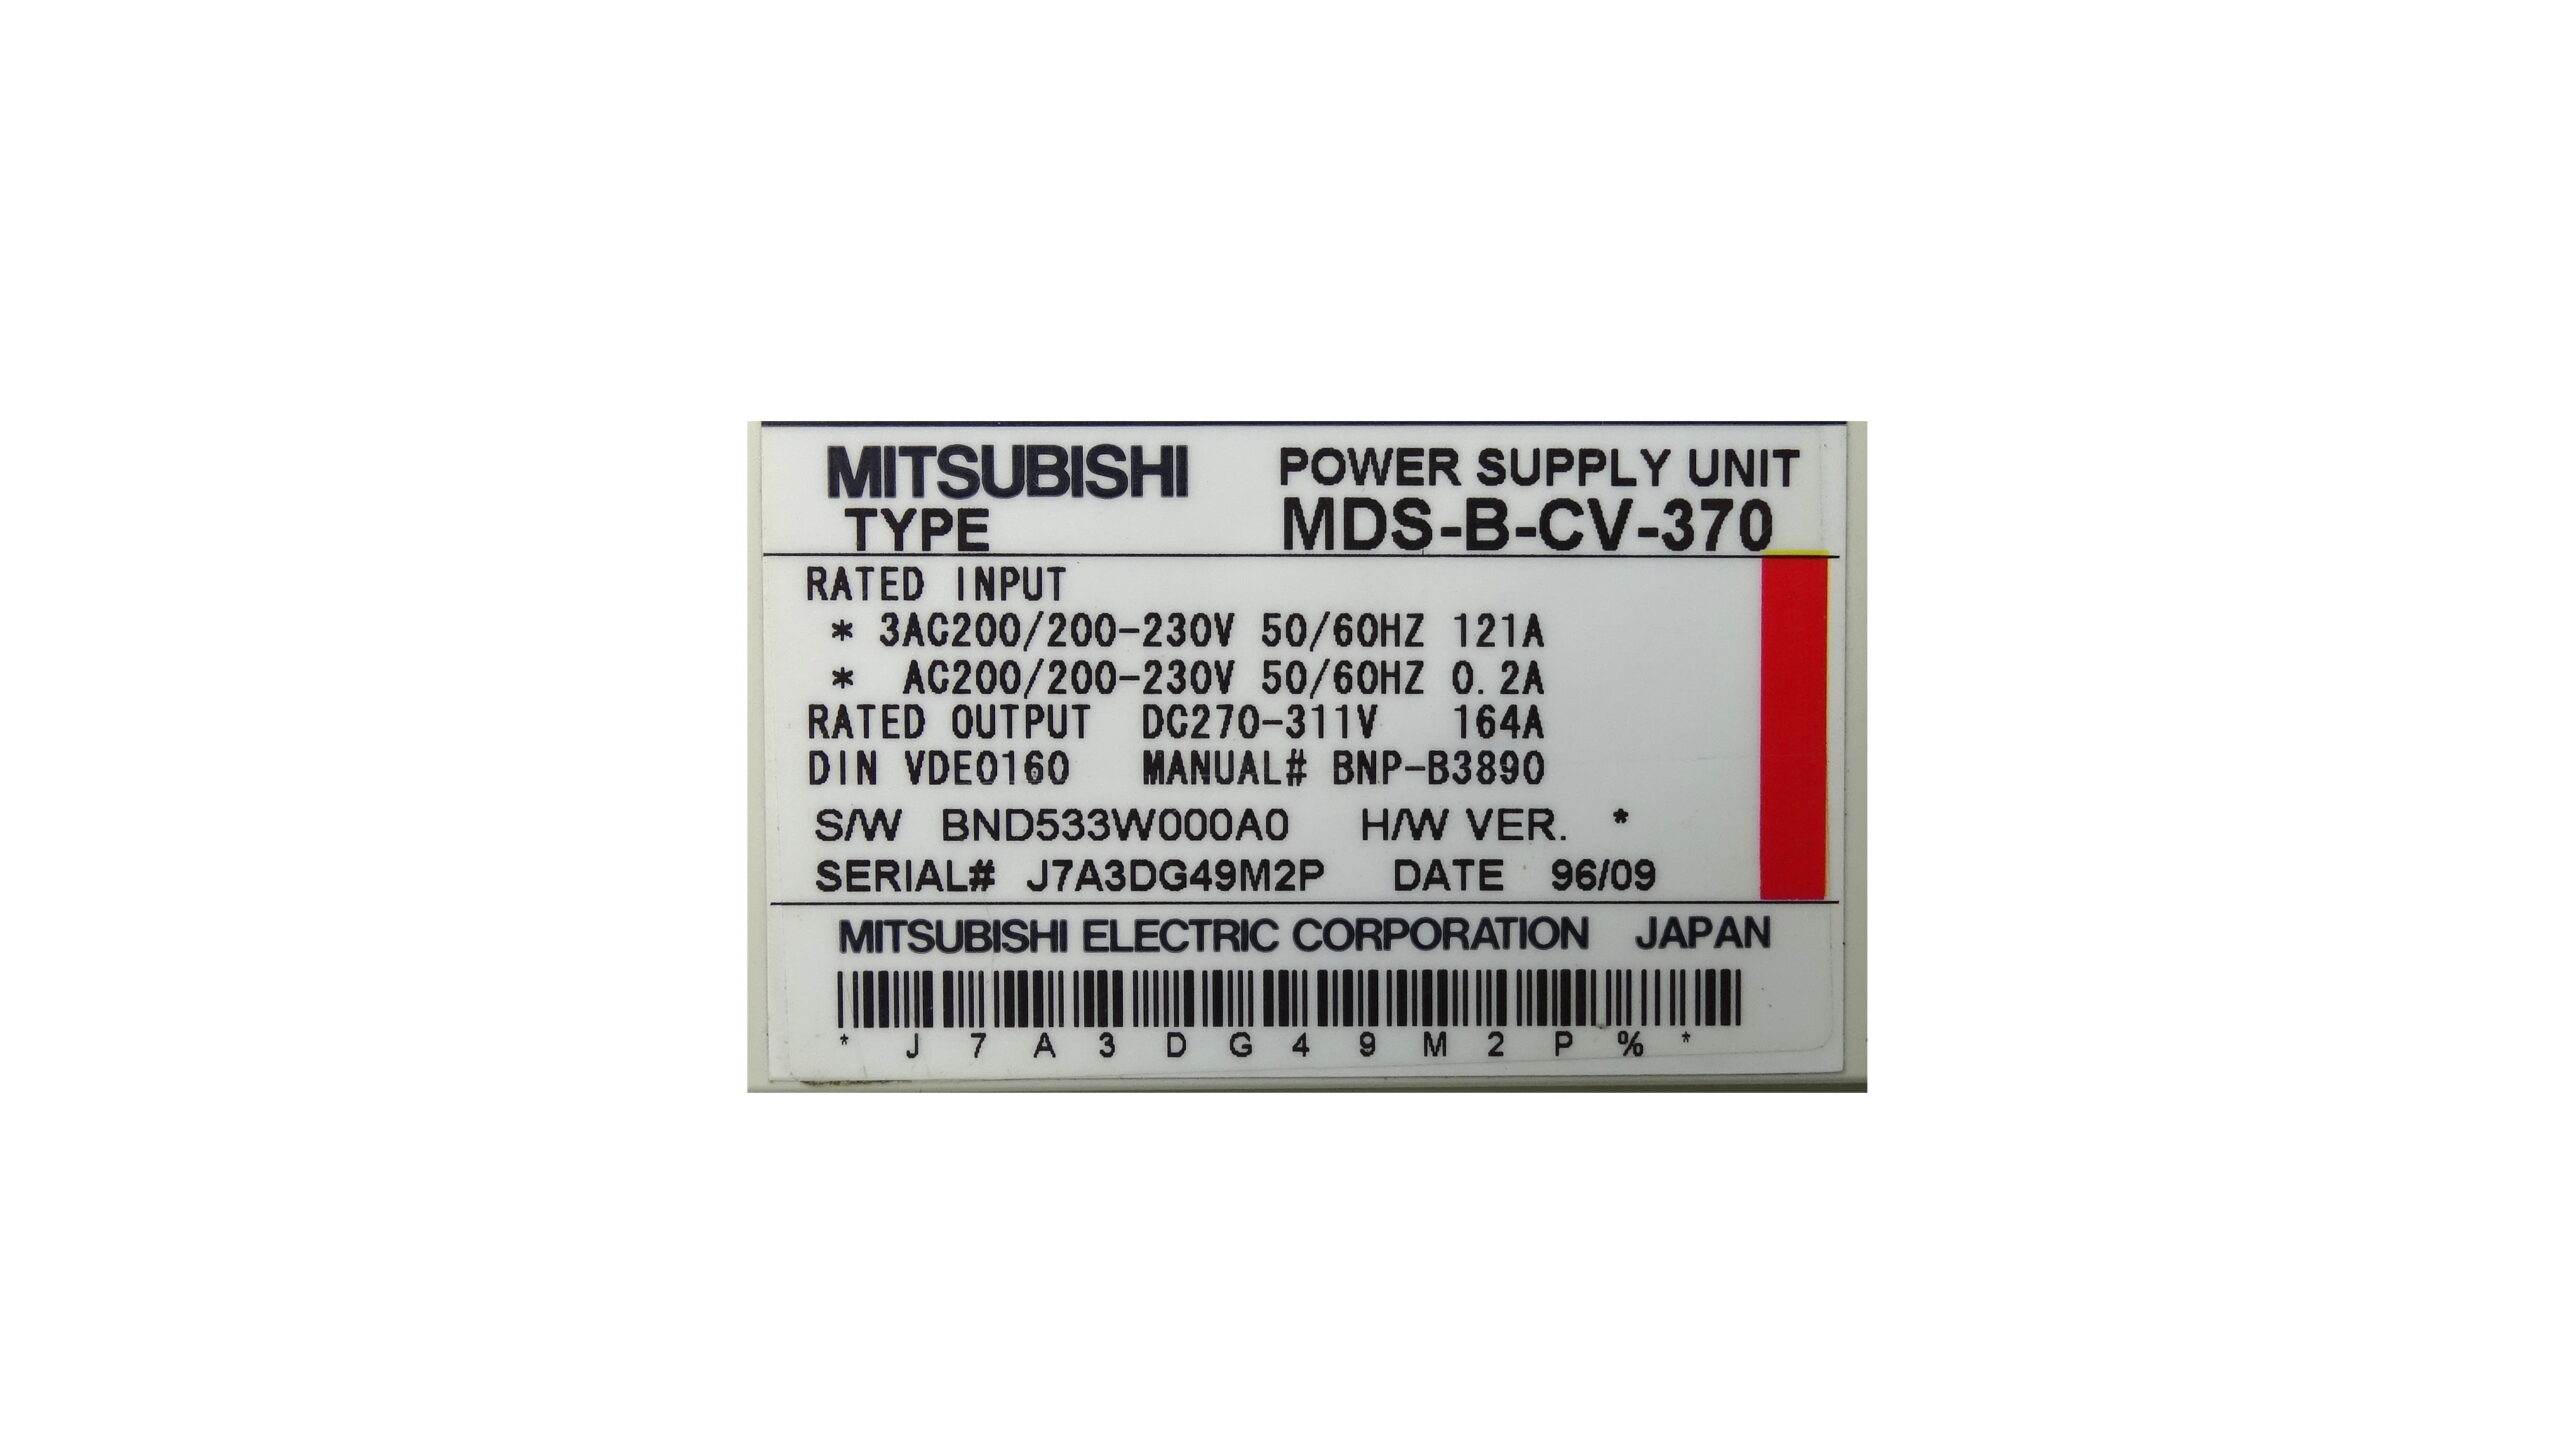 MITSUBISHI POWER SUPPLY UNIT
TYPE MDS-B-CV-370
RATED INPUT
* 3AC200/200-230V 50/60HZ 121A
* AC200/200-230V 50/60HZ 0.2A
RATED OUTPUT DC270-311V 164A
DIN VDE0160 MANUAL# BNP-B3890
S/W BND533W000A0 H/W VER. *
SERIAL# J7A3DG49M2P DATE 96/09
MITSUBISHI ELECTRIC CORPORATION JAPAN
* J 7 A 3 D G 4 9 M 2 P % *